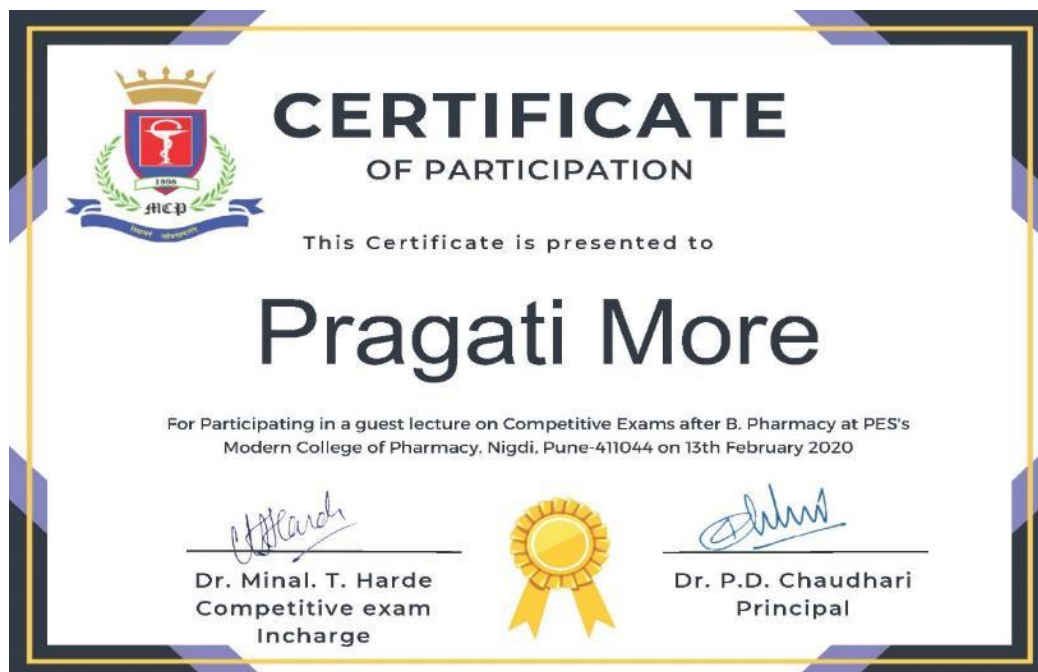 CERTIFICATE
OF PARTICIPATION
1998
MCP
This Certificate is presented to
Pragati More
For Participating in a guest lecture on Competitive Exams after B. Pharmacy at PES's
Modern College of Pharmacy, Nigdi, Pune-411044 on 13th February 2020
Dr. Minal. T. Harde
Competitive exam
Incharge
Dr. P.D. Chaudhari
Principal